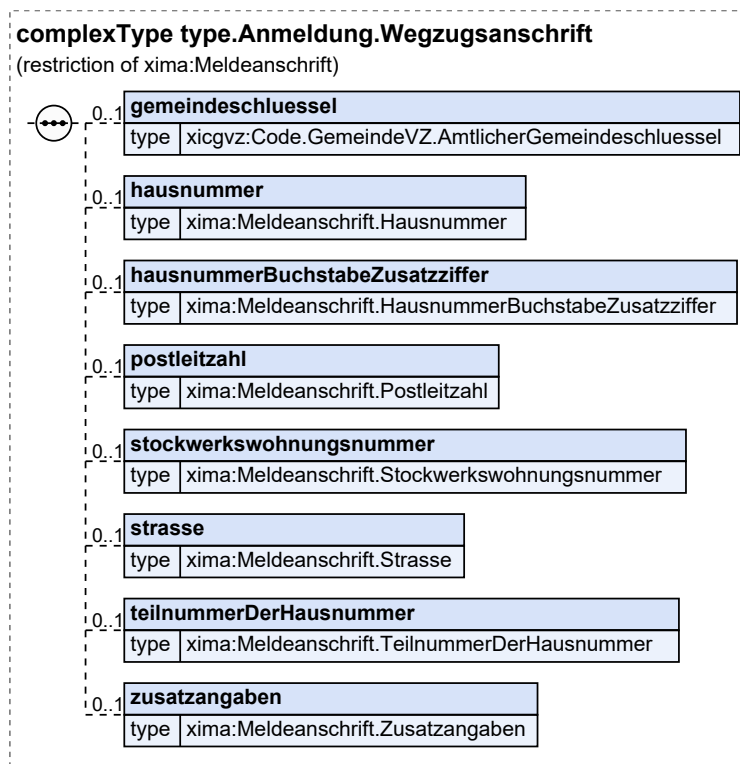 complexType type.Anmeldung.Wegzugsanschrift
(restriction of xima:Meldeanschrift)
0..1 gemeindeschluessel
type xicgvz:Code.GemeindeVZ.AmtlicherGemeindeschluessel
0..1 hausnummer
type xima:Meldeanschrift.Hausnummer
0..1 hausnummerBuchstabeZusatzziffer
type xima:Meldeanschrift.HausnummerBuchstabeZusatzziffer
0..1 postleitzahl
type xima:Meldeanschrift.Postleitzahl
0..1 stockwerkswohnungsnummer
type xima:Meldeanschrift.Stockwerkswohnungsnummer
0..1 strasse
type xima:Meldeanschrift.Strasse
0..1 teilnummerDerHausnummer
type xima:Meldeanschrift.TeilnummerDerHausnummer
0..1 zusatzangaben
type xima:Meldeanschrift.Zusatzangaben